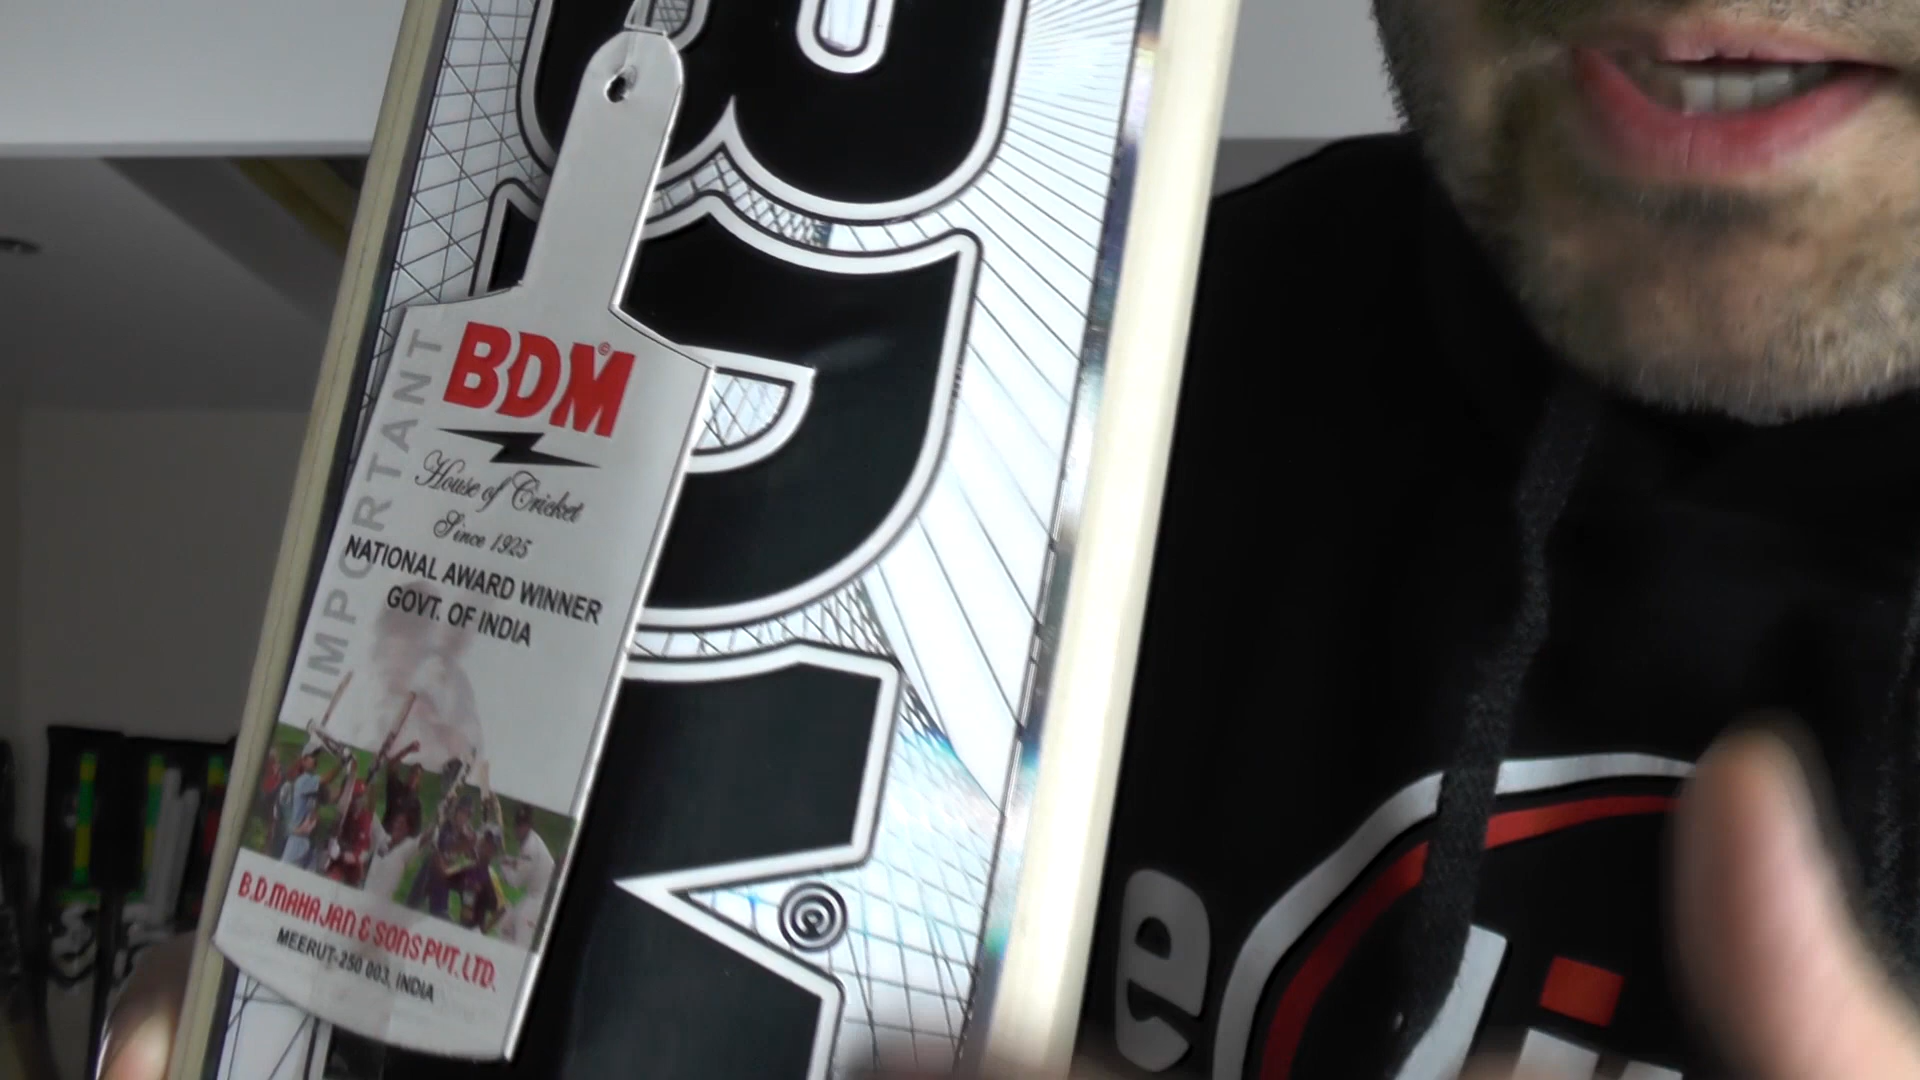 BDM©
House of Cricket
Since 1925
NATIONAL AWARD WINNER
GOVT. OF INDIA
IMPORTANT
B.D.MAHAJAN & SONS PVT. LTD.
MEERUT-250 003, INDIA
BDM
e